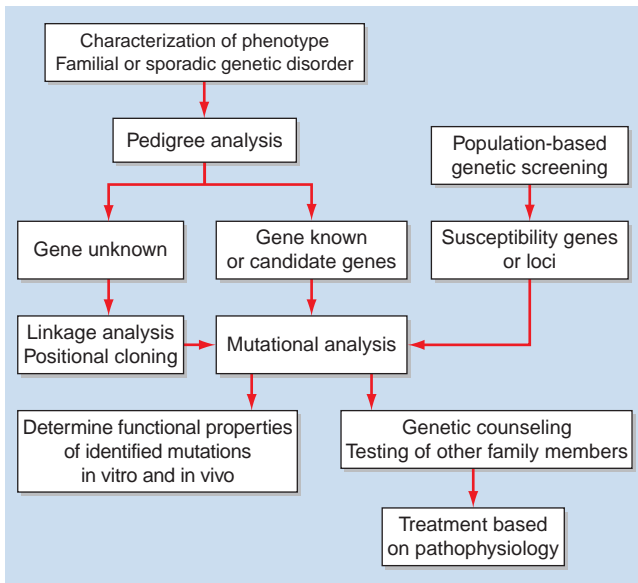 Characterization of phenotype
Familial or sporadic genetic disorder
Pedigree analysis
Population-based
genetic screening
Gene unknown
Gene known
or candidate genes
Susceptibility genes
or loci
Linkage analysis
Positional cloning
Mutational analysis
Determine functional properties
of identified mutations
in vitro and in vivo
Genetic counseling
Testing of other family members
Treatment based
on pathophysiology